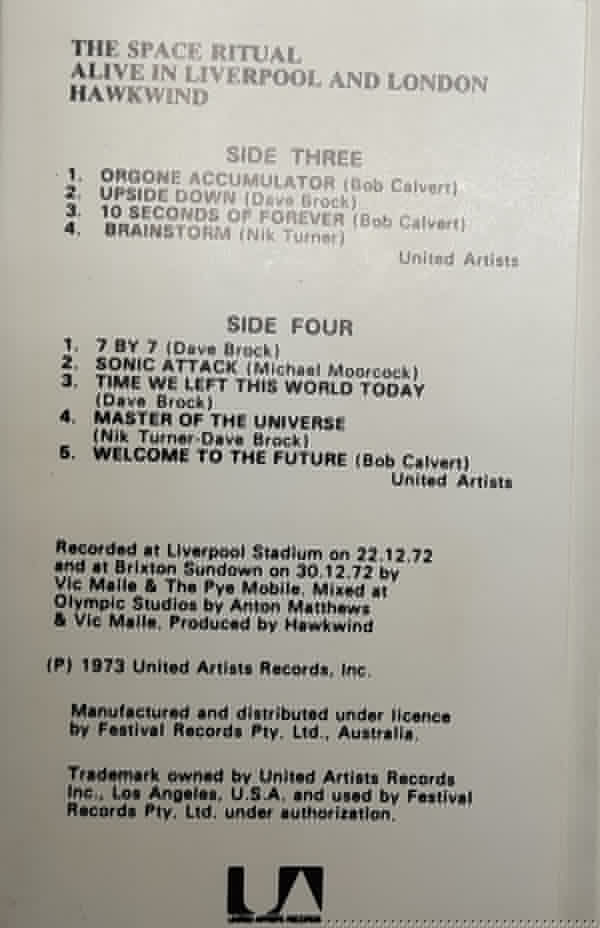 THE SPACE RITUAL
ALIVE IN LIVERPOOL AND LONDON
HAWKWIND
SIDE THREE
1. ORGONE ACCUMULATOR (Bob Calvert)
2. UPSIDE DOWN (Dave Brock)
3. 10 SECONDS OF FOREVER (Bob Calvert)
4. BRAINSTORM (Nik Turner)
United Artists
SIDE FOUR
1. 7 BY 7 (Dave Brock)
2. SONIC ATTACK (Michael Moorcock)
3. TIME WE LEFT THIS WORLD TODAY
(Dave Brock)
4. MASTER OF THE UNIVERSE
(Nik Turner-Dave Brock)
5. WELCOME TO THE FUTURE (Bob Calvert)
United Artists
Recorded at Liverpool Stadium on 22.12.72
and at Brixton Sundown on 30.12.72 by
Vic Maile & The Pye Mobile. Mixed at
Olympic Studios by Anton Matthews
& Vic Maile. Produced by Hawkwind
(P) 1973 United Artists Records, Inc.
Manufactured and distributed under licence
by Festival Records Pty. Ltd., Australia.
Trademark owned by United Artists Records
Inc., Los Angeles, U.S.A. and used by Festival
Records Pty. Ltd. under authorization.
UA
UNITED ARTISTS RECORDS